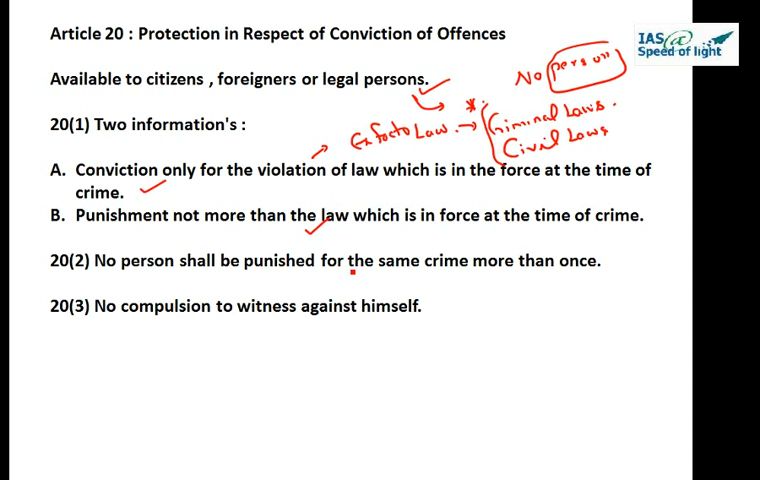 Article 20 : Protection in Respect of Conviction of Offences
IAS@
Speed of light
Available to citizens , foreigners or legal persons.
No person
20(1) Two information's :
Ex facto Law. → Criminal Laws.
Civil Laws
A. Conviction only for the violation of law which is in the force at the time of
crime.
B. Punishment not more than the law which is in force at the time of crime.
20(2) No person shall be punished for the same crime more than once.
20(3) No compulsion to witness against himself.